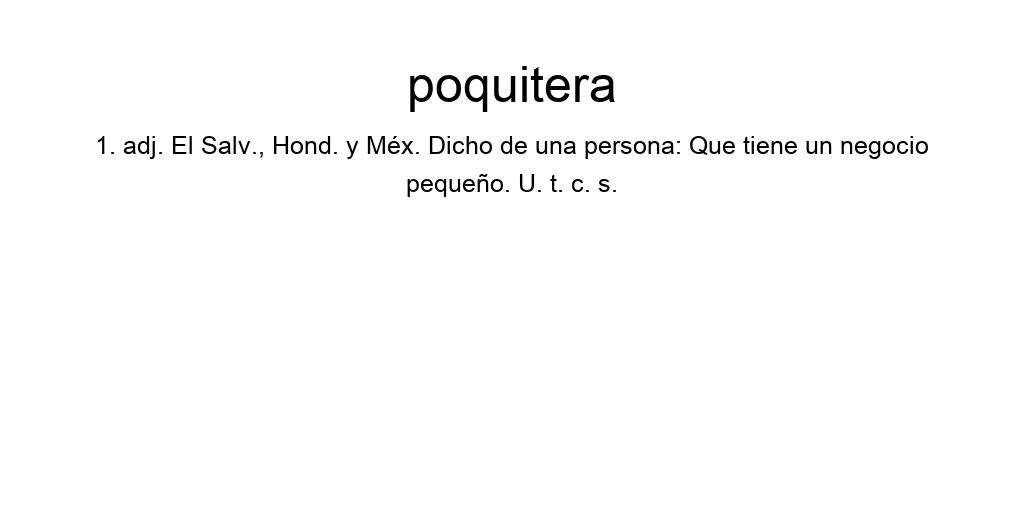 poquitera
1. adj. El Salv., Hond. y Méx. Dicho de una persona: Que tiene un negocio
pequeño. U. t. c. s.